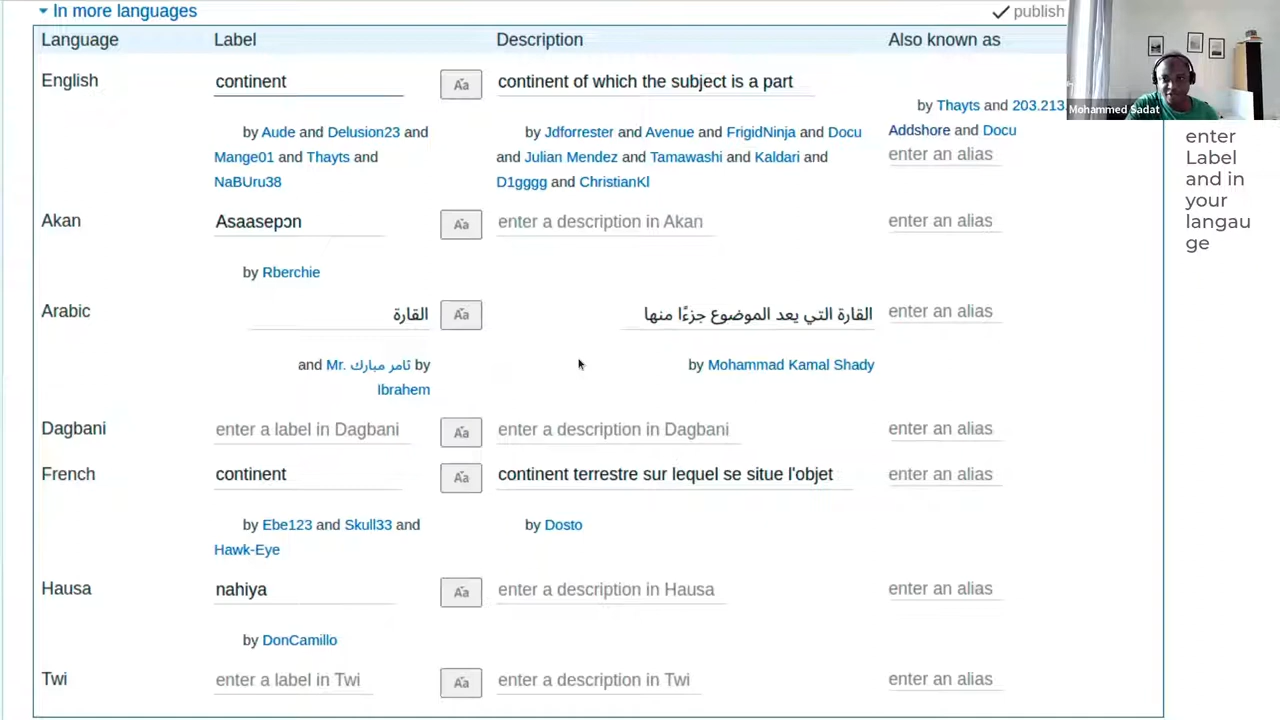 In more languages
publish
Language Label Description Also known as
English continent Aa continent of which the subject is a part
by Thayts and 203.213.
Addshore and Docu
enter an alias
by Aude and Delusion23 and
Mange01 and Thayts and
NaBUru38
by Jdforrester and Avenue and FrigidNinja and Docu
and Julian Mendez and Tamawashi and Kaldari and
D1gggg and ChristianKl
Akan Asaasepɔn Aa enter a description in Akan enter an alias
by Rberchie
Arabic القارة Aa القارة التي يعد الموضوع جزءًا منها enter an alias
and Mr. ثامر مبارك by
Ibrahem
by Mohammad Kamal Shady
Dagbani enter a label in Dagbani Aa enter a description in Dagbani enter an alias
French continent Aa continent terrestre sur lequel se situe l'objet enter an alias
by Ebe123 and Skull33 and
Hawk-Eye
by Dosto
Hausa nahiya Aa enter a description in Hausa enter an alias
by DonCamillo
Twi enter a label in Twi Aa enter a description in Twi enter an alias
Mohammed Sadat
enter
Label
and in
your
langau
ge